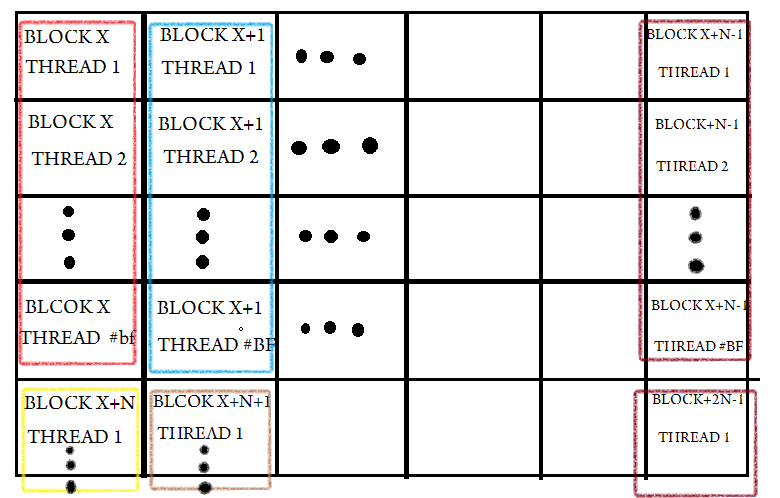 BLOCK X
THREAD 1
BLOCK X+1
THREAD 1
BLOCK X+N-1
THREAD 1
BLOCK X
THREAD 2
BLOCK X+1
THREAD 2
BLOCK+N-1
THREAD 2
BLCOK X
THREAD #bf
BLOCK X+1
THREAD #BF
BLOCK X+N-1
THREAD #BF
BLOCK X+N
THREAD 1
BLCOK X+N+1
THREAD 1
BLOCK+2N-1
THREAD 1